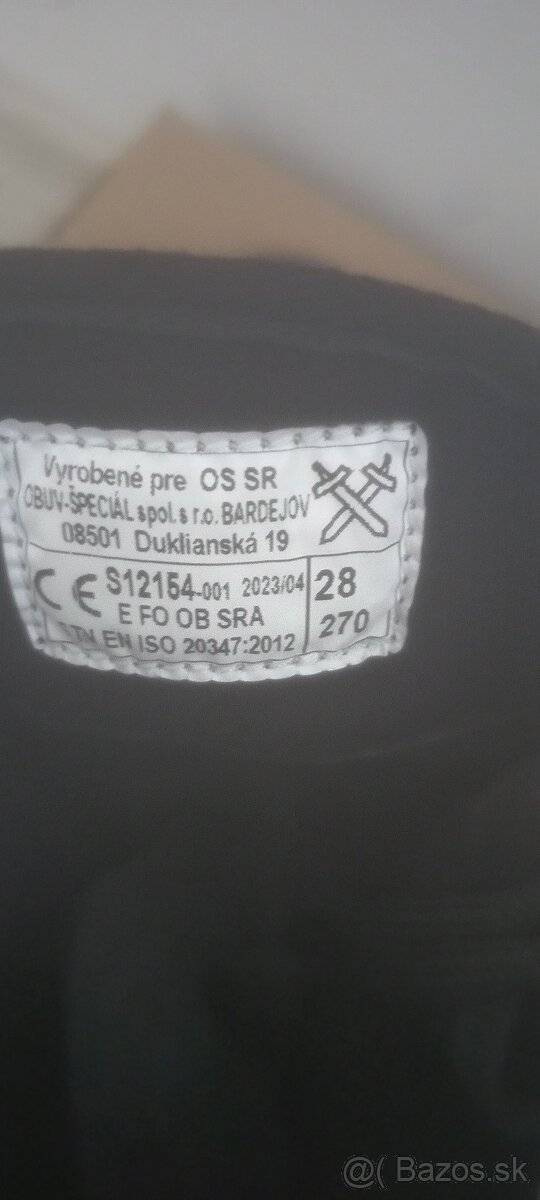 Vyrobené pre OS SR
OBUV-ŠPECIÁL spol. s r.o. BARDEJOV
08501 Duklianská 19
CE S12154-001 2023/04
E FO OB SRA
EN ISO 20347:2012
28
270
@( Bazos.sk